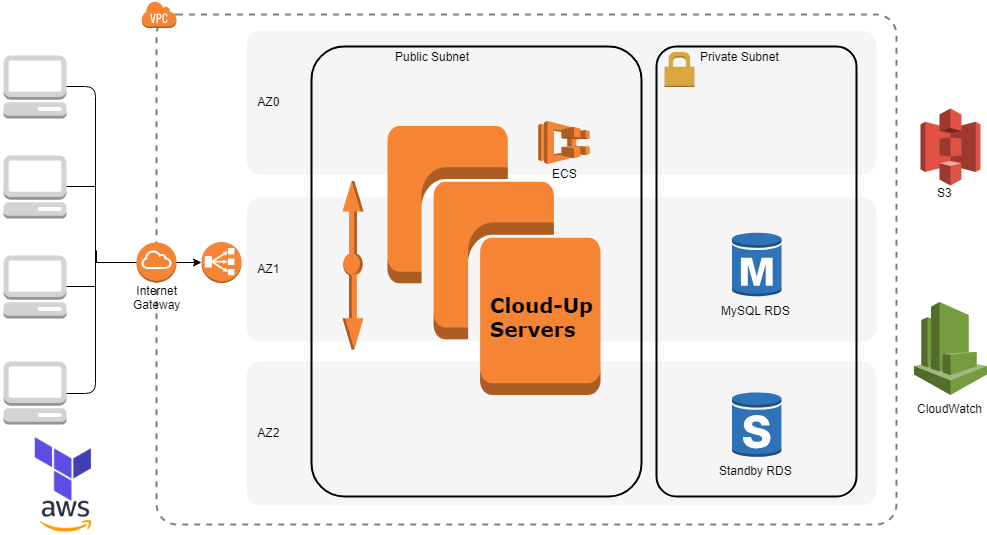 VPC
Public Subnet
Private Subnet
AZ0
ECS
S3
AZ1
Internet
Gateway
Cloud-Up
Servers
M
MySQL RDS
CloudWatch
AZ2
S
Standby RDS
aws